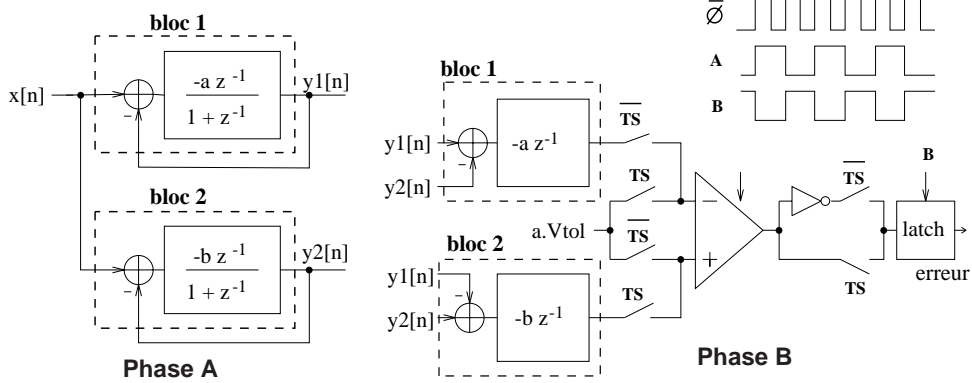 bloc 1
x[n]
-
-a z -1
1 + z-1
y1[n]
bloc 2
-
-b z -1
1 + z-1
y2[n]
Phase A
bloc 1
y1[n]
-
y2[n]
-a z-1
TS
TS
a.Vtol
TS
bloc 2
y1[n]
-
y2[n]
-b z-1
TS
-
+
TS
TS
B
latch
erreur
Phase B
Ø
A
B